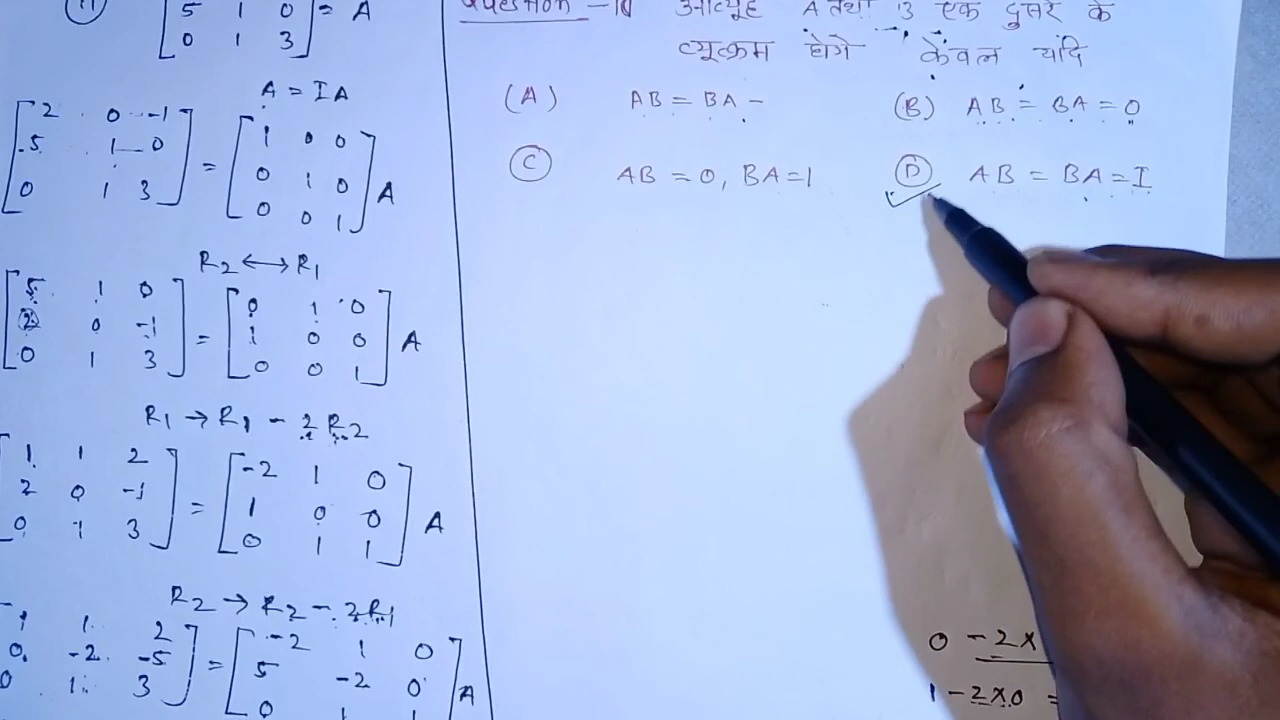 5 1 0 = A
0 1 3
A = IA
2 0 -1 1 0 0
5 1 0 = 0 1 0 A
0 1 3 0 0 1
R2 ↔ R1
5 1 0 0 1 0
2 0 -1 = 1 0 0 A
0 1 3 0 0 1
R1 → R1 - 2R2
1 1 2 -2 1 0
2 0 -1 = 1 0 0 A
0 1 3 0 1 1
R2 → R2 - 2R1
1 1 2 -2 1 0
0 -2 -5 = 5 -2 0 A
0 1 3 0 1 1
Question - 18 आव्यूह A तथा B एक दुसरे के
व्युत्क्रम होगे केंवल यदि
(A) AB = BA - (B) AB = BA = 0
(C) AB = 0, BA = 1 (D) AB = BA = I
0 - 2 ×
1 - 2 × 0 =